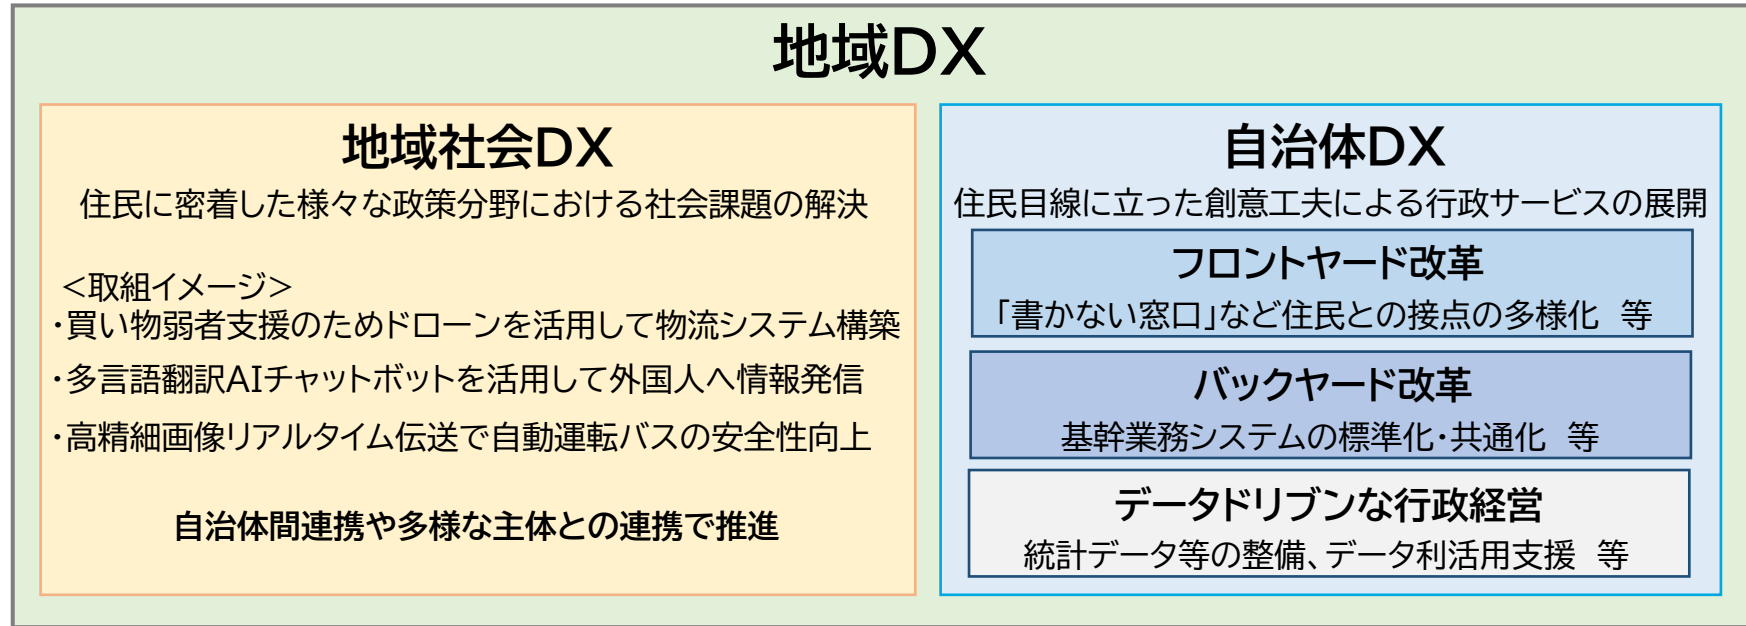 地域DX
地域社会DX
住民に密着した様々な政策分野における社会課題の解決
<取組イメージ>
・買い物弱者支援のためドローンを活用して物流システム構築
・多言語翻訳AIチャットボットを活用して外国人へ情報発信
・高精細画像リアルタイム伝送で自動運転バスの安全性向上
自治体間連携や多様な主体との連携で推進
自治体DX
住民目線に立った創意工夫による行政サービスの展開
フロントヤード改革
「書かない窓口」など住民との接点の多様化　等
バックヤード改革
基幹業務システムの標準化・共通化　等
データドリブンな行政経営
統計データ等の整備、データ利活用支援　等